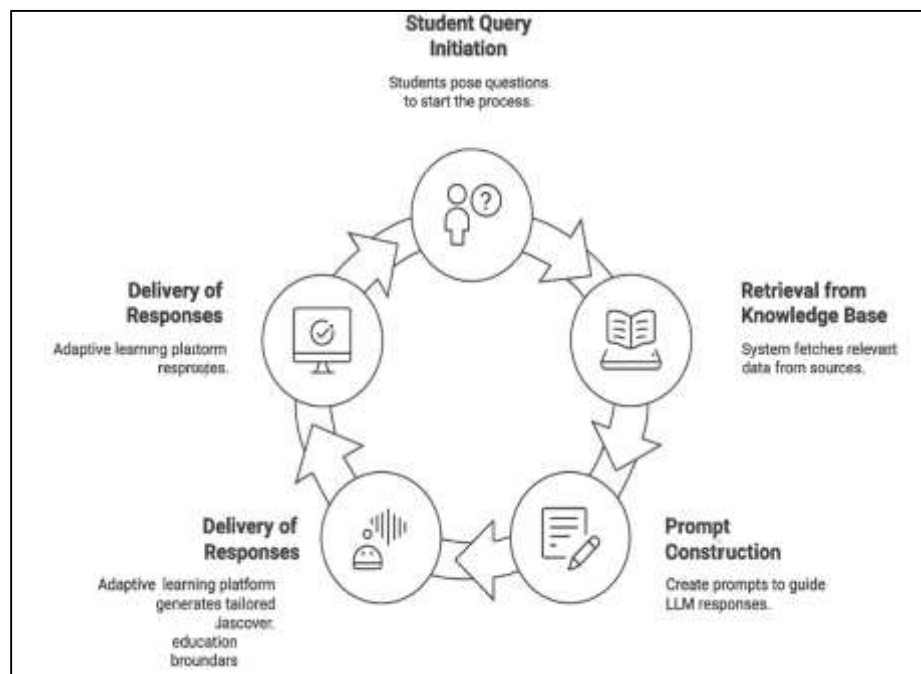 Student Query
Initiation
Students pose questions
to start the process.
?
Retrieval from
Knowledge Base
System fetches relevant
data from sources.
Prompt
Construction
Create prompts to guide
LLM responses.
Delivery of
Responses
Adaptive learning platform
generates tailored
Jascover.
education
broundars
Delivery of
Responses
Adaptive learning platform